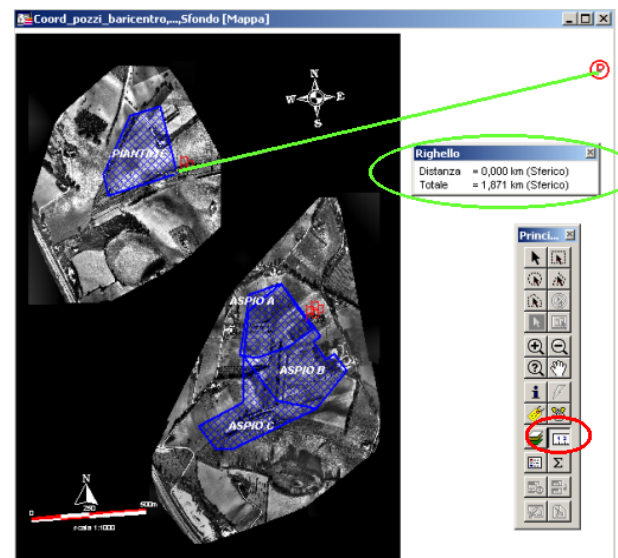 Coord_pozzi_baricentro,...,Sfondo [Mappa]
N
W E
S
P
PIANTATE
Righello
Distanza = 0,000 km (Sferico)
Totale = 1,871 km (Sferico)
Princi...
ASPIO A
ASPIO B
ASPIO C
N
0 250 500m
scala 1:1000